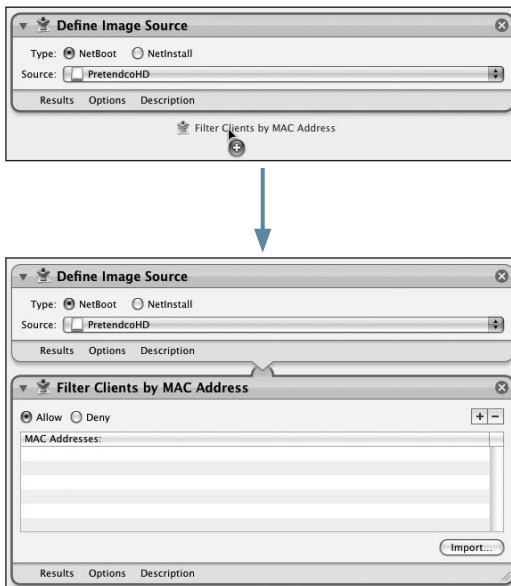 Define Image Source
Type: NetBoot NetInstall
Source: PretendcoHD
Results Options Description
Filter Clients by MAC Address
Define Image Source
Type: NetBoot NetInstall
Source: PretendcoHD
Results Options Description
Filter Clients by MAC Address
Allow Deny
MAC Addresses:
Import...
Results Options Description